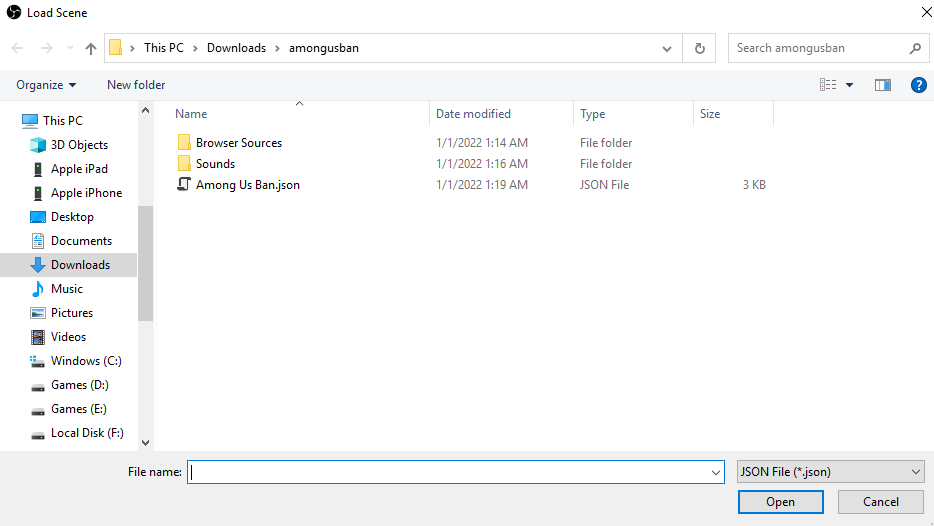 Load Scene
This PC > Downloads > amongusban
Search amongusban
Organize
New folder
?
Name
Date modified
Type
Size
This PC
3D Objects
Apple iPad
Apple iPhone
Desktop
Documents
Downloads
Music
Pictures
Videos
Windows (C:)
Games (D:)
Games (E:)
Local Disk (F:)
Browser Sources 1/1/2022 1:14 AM File folder
Sounds 1/1/2022 1:16 AM File folder
Among Us Ban.json 1/1/2022 1:19 AM JSON File 3 KB
File name:
JSON File (*.json)
Open
Cancel